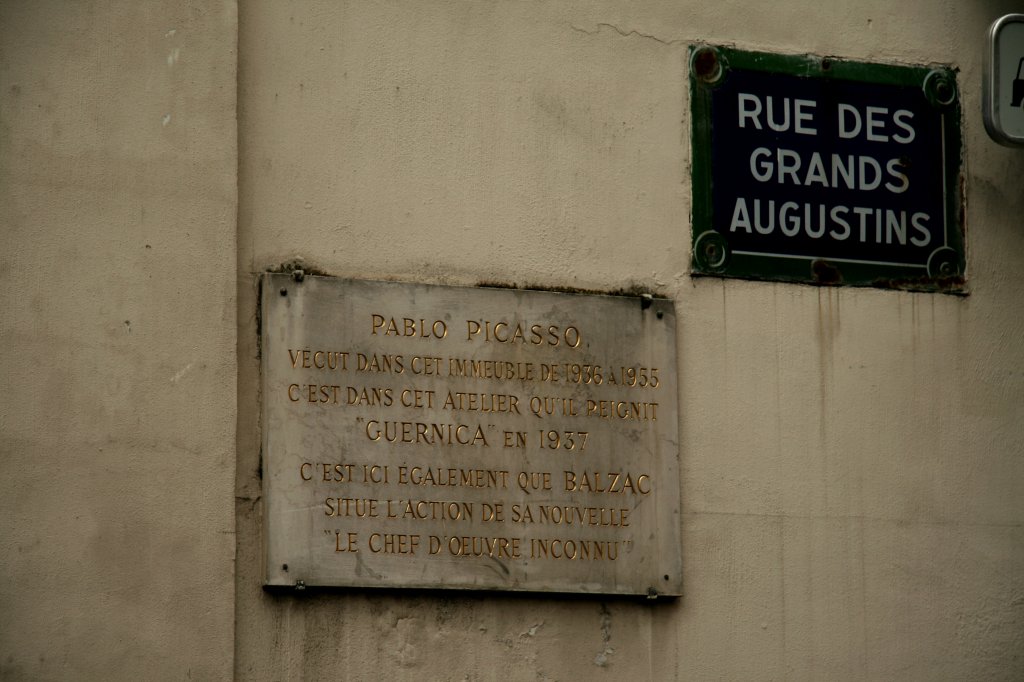 RUE DES
GRANDS
AUGUSTINS
PABLO PICASSO
VECUT DANS CET IMMEUBLE DE 1936 A 1955
C'EST DANS CET ATELIER QU'IL PEIGNIT
"GUERNICA" EN 1937
C'EST ICI ÉGALEMENT QUE BALZAC
SITUE L'ACTION DE SA NOUVELLE
"LE CHEF D'ŒUVRE INCONNU"